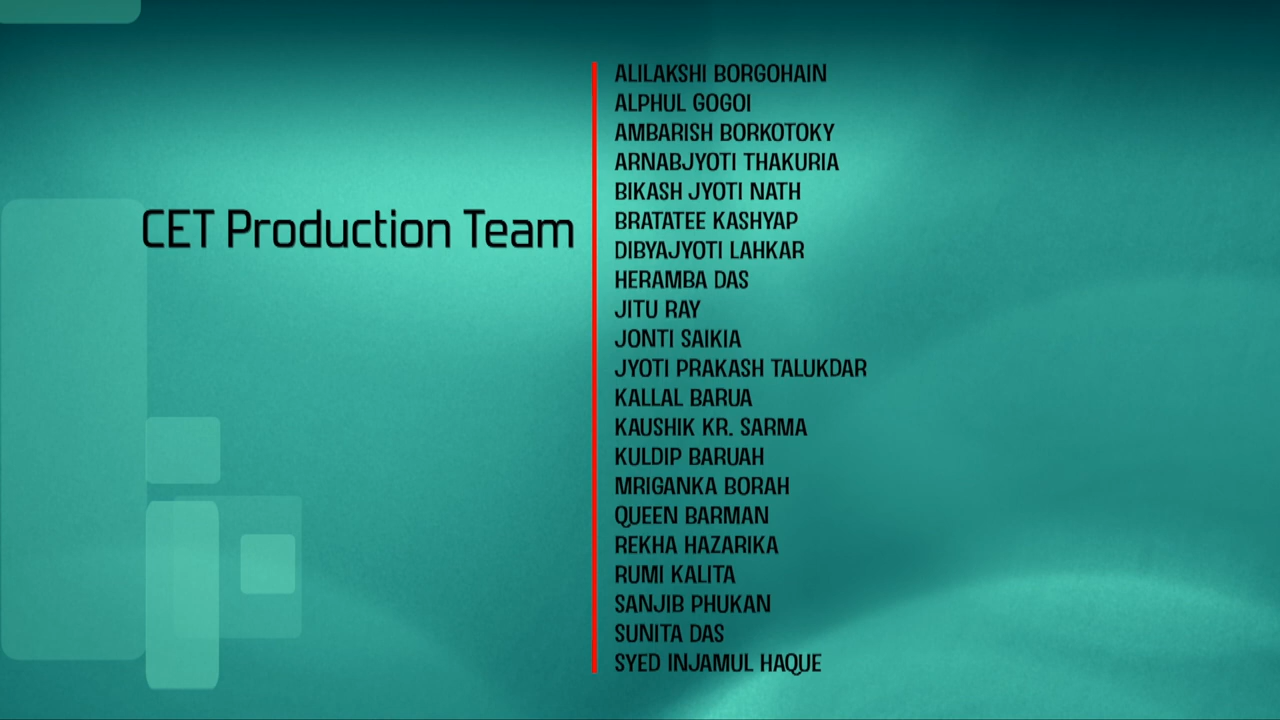 CET Production Team
ALILAKSHI BORGOHAIN
ALPHUL GOGOI
AMBARISH BORKOTOKY
ARNABJYOTI THAKURIA
BIKASH JYOTI NATH
BRATATEE KASHYAP
DIBYAJYOTI LAHKAR
HERAMBA DAS
JITU RAY
JONTI SAIKIA
JYOTI PRAKASH TALUKDAR
KALLAL BARUA
KAUSHIK KR. SARMA
KULDIP BARUAH
MRIGANKA BORAH
QUEEN BARMAN
REKHA HAZARIKA
RUMI KALITA
SANJIB PHUKAN
SUNITA DAS
SYED INJAMUL HAQUE